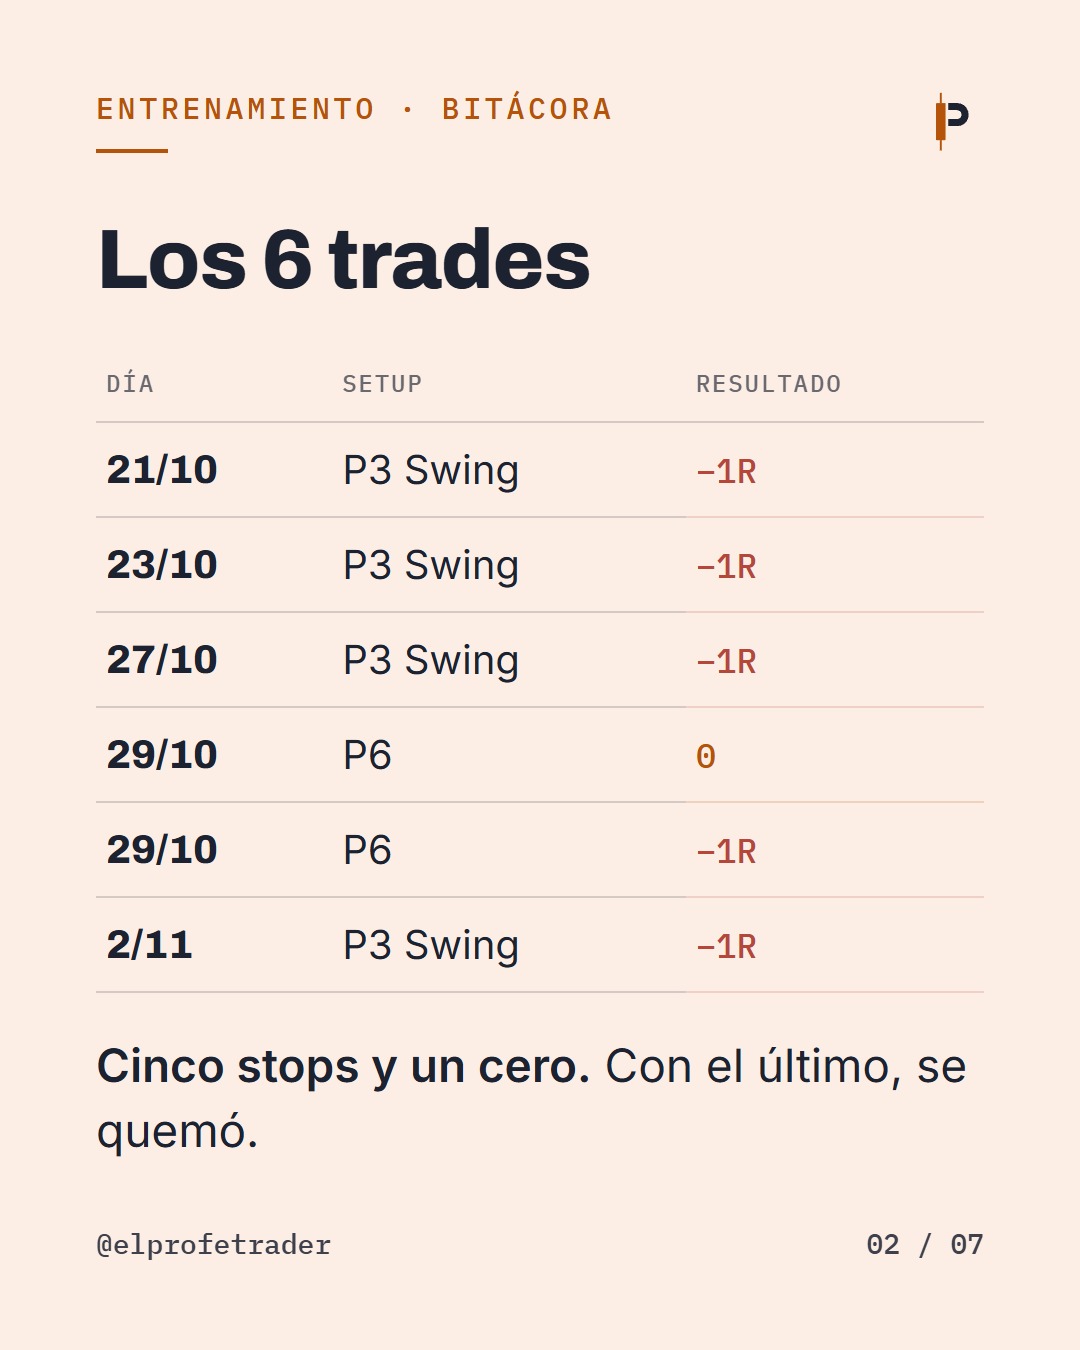 ENTRENAMIENTO · BITÁCORA
Los 6 trades
DÍA SETUP RESULTADO
21/10 P3 Swing −1R
23/10 P3 Swing −1R
27/10 P3 Swing −1R
29/10 P6 0
29/10 P6 −1R
2/11 P3 Swing −1R
Cinco stops y un cero. Con el último, se
quemó.
@elprofetrader 02 / 07